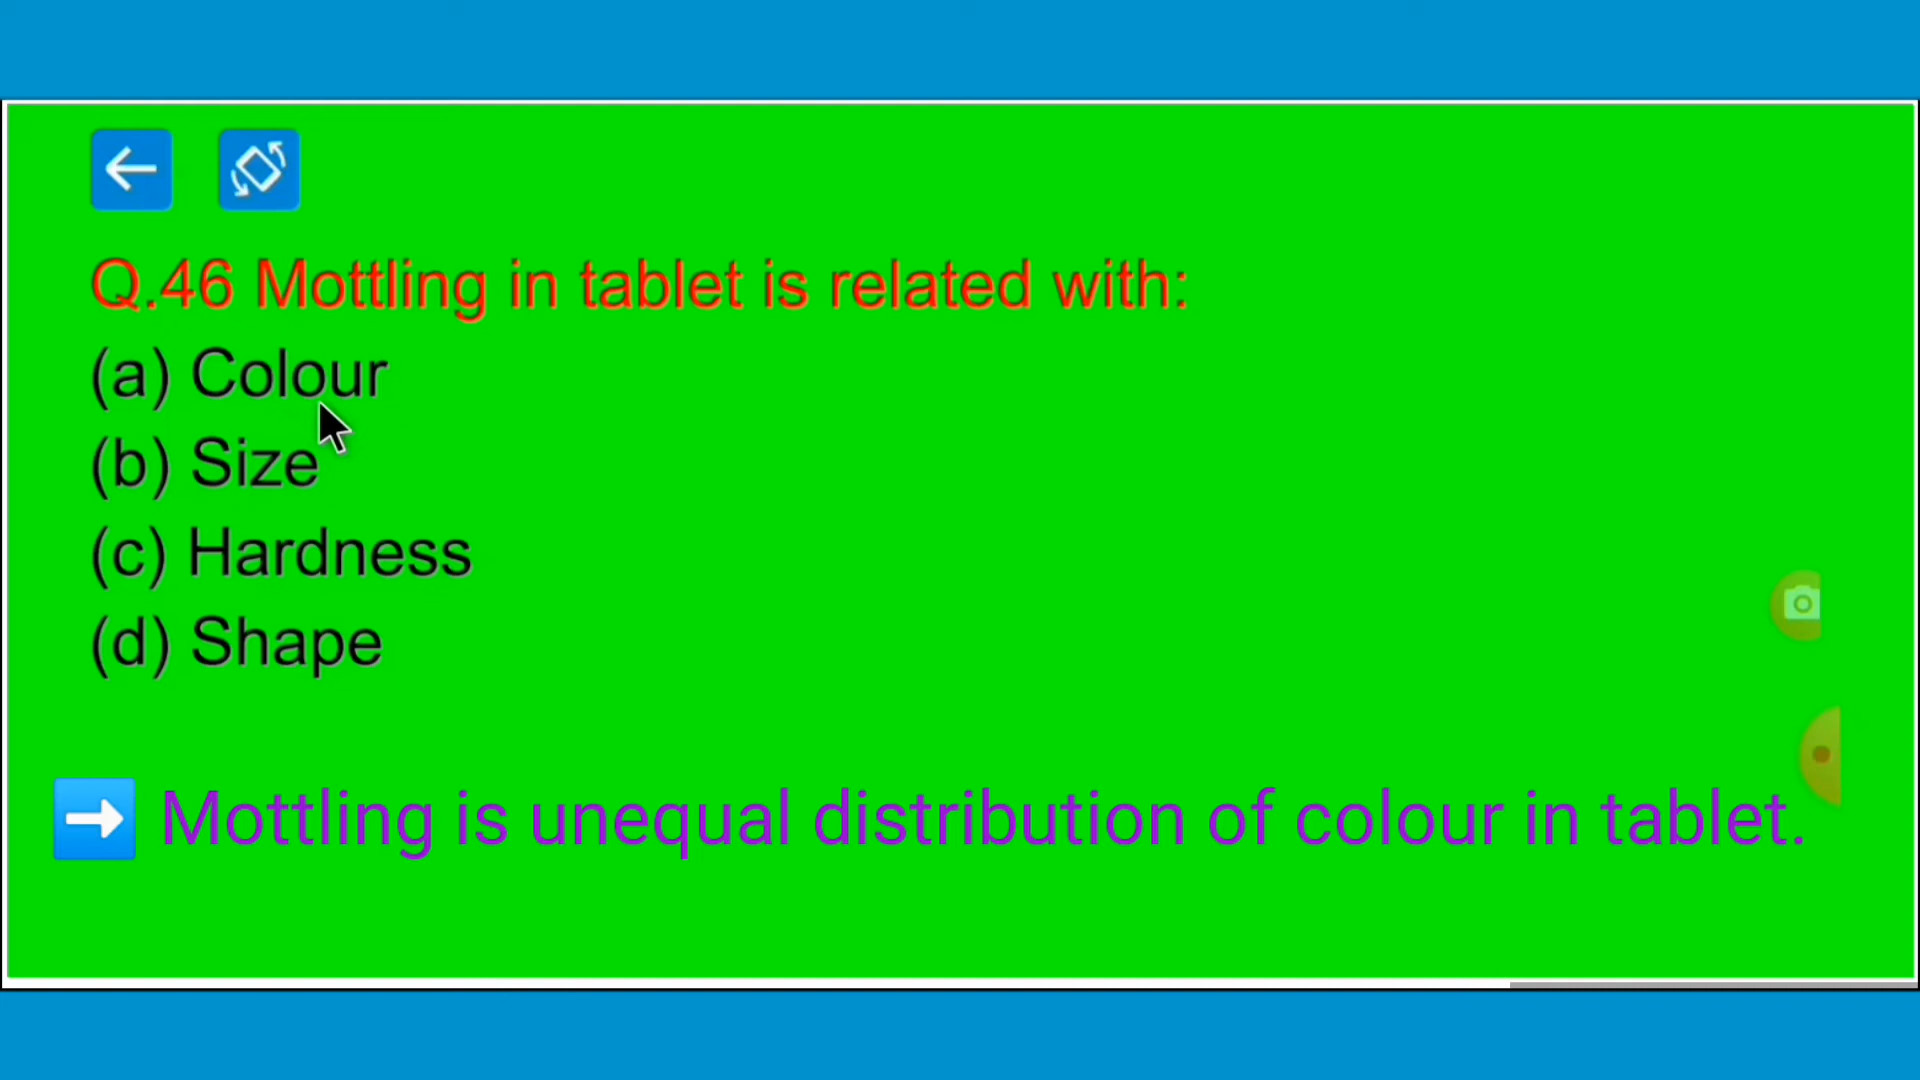 Q.46 Mottling in tablet is related with:
(a) Colour
(b) Size
(c) Hardness
(d) Shape
Mottling is unequal distribution of colour in tablet.